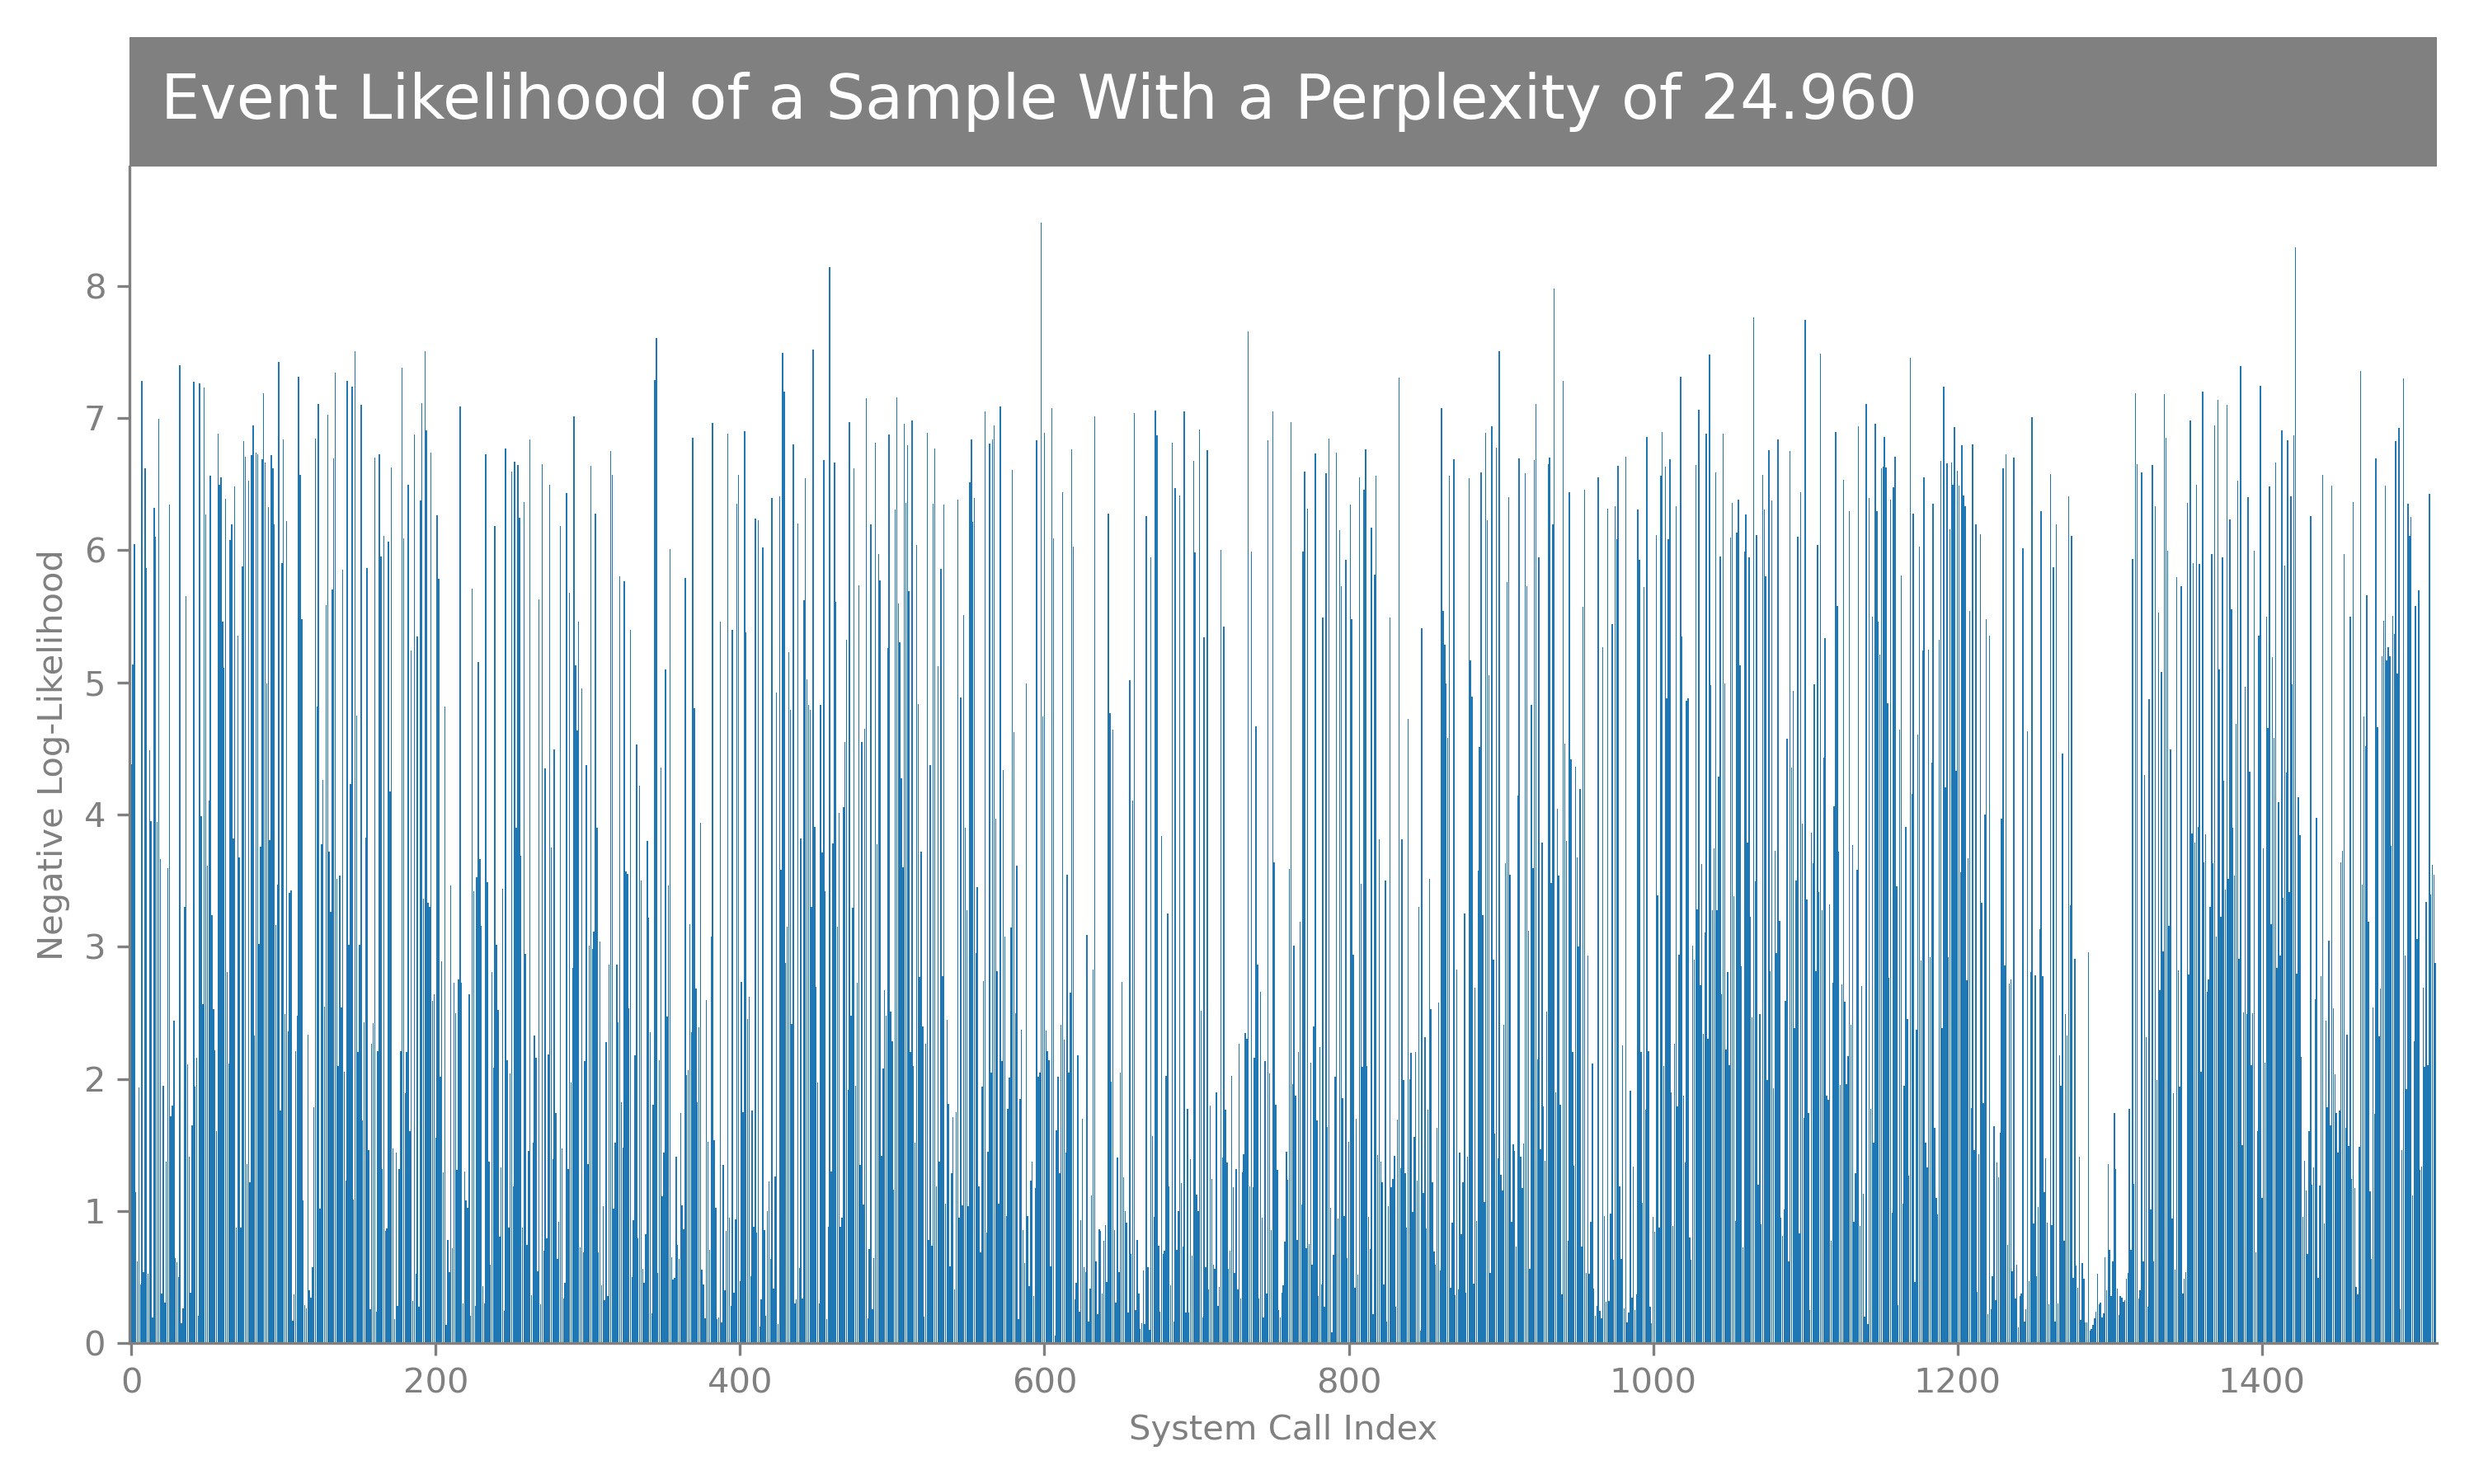 Event Likelihood of a Sample With a Perplexity of 24.960
Negative Log-Likelihood
8
7
6
5
4
3
2
1
0
0 200 400 600 800 1000 1200 1400
System Call Index